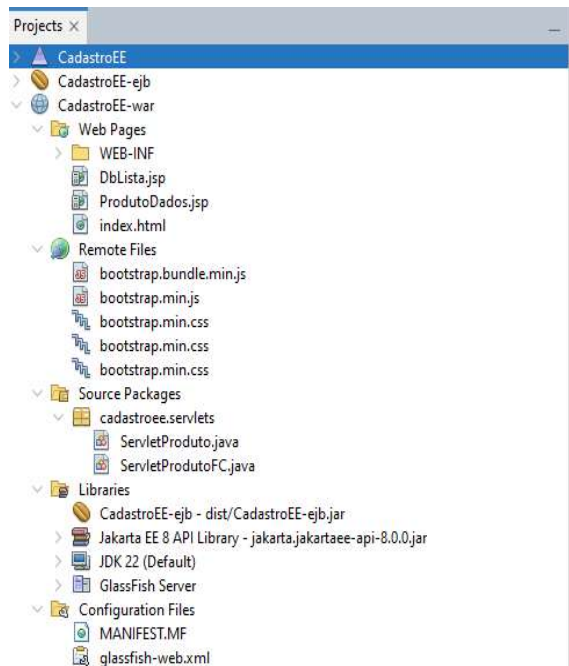 Projects ×
CadastroEE
CadastroEE-ejb
CadastroEE-war
Web Pages
WEB-INF
DbLista.jsp
ProdutoDados.jsp
index.html
Remote Files
bootstrap.bundle.min.js
bootstrap.min.js
bootstrap.min.css
bootstrap.min.css
bootstrap.min.css
Source Packages
cadastroee.servlets
ServletProduto.java
ServletProdutoFC.java
Libraries
CadastroEE-ejb - dist/CadastroEE-ejb.jar
Jakarta EE 8 API Library - jakarta.jakartaee-api-8.0.0.jar
JDK 22 (Default)
GlassFish Server
Configuration Files
MANIFEST.MF
glassfish-web.xml